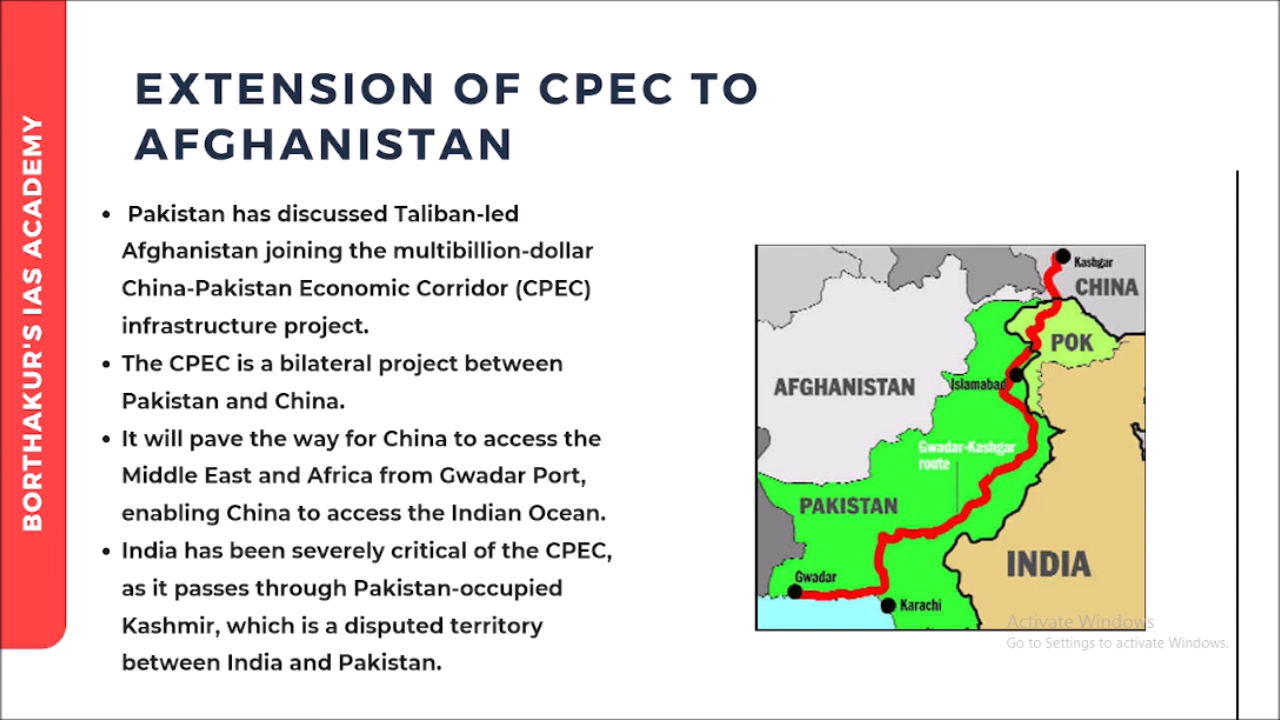 BORTHAKUR'S IAS ACADEMY
EXTENSION OF CPEC TO
AFGHANISTAN
• Pakistan has discussed Taliban-led
Afghanistan joining the multibillion-dollar
China-Pakistan Economic Corridor (CPEC)
infrastructure project.
• The CPEC is a bilateral project between
Pakistan and China.
• It will pave the way for China to access the
Middle East and Africa from Gwadar Port,
enabling China to access the Indian Ocean.
• India has been severely critical of the CPEC,
as it passes through Pakistan-occupied
Kashmir, which is a disputed territory
between India and Pakistan.
Kashgar
CHINA
POK
AFGHANISTAN
Islamabad
Gwadar-Kashgar
route
PAKISTAN
INDIA
Gwadar
Karachi
Activate Windows
Go to Settings to activate Windows.